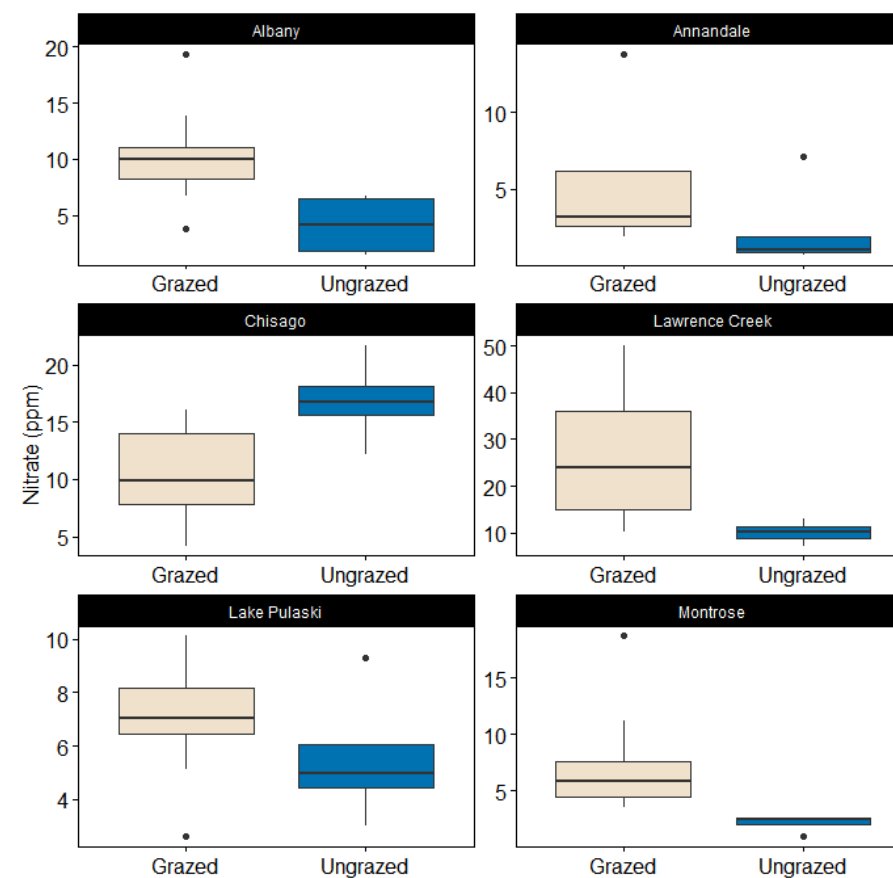 Albany
20
15
10
5
Grazed Ungrazed
Annandale
10
5
Grazed Ungrazed
Nitrate (ppm)
Chisago
20
15
10
5
Grazed Ungrazed
Lawrence Creek
50
40
30
20
10
Grazed Ungrazed
Lake Pulaski
10
8
6
4
Grazed Ungrazed
Montrose
15
10
5
Grazed Ungrazed